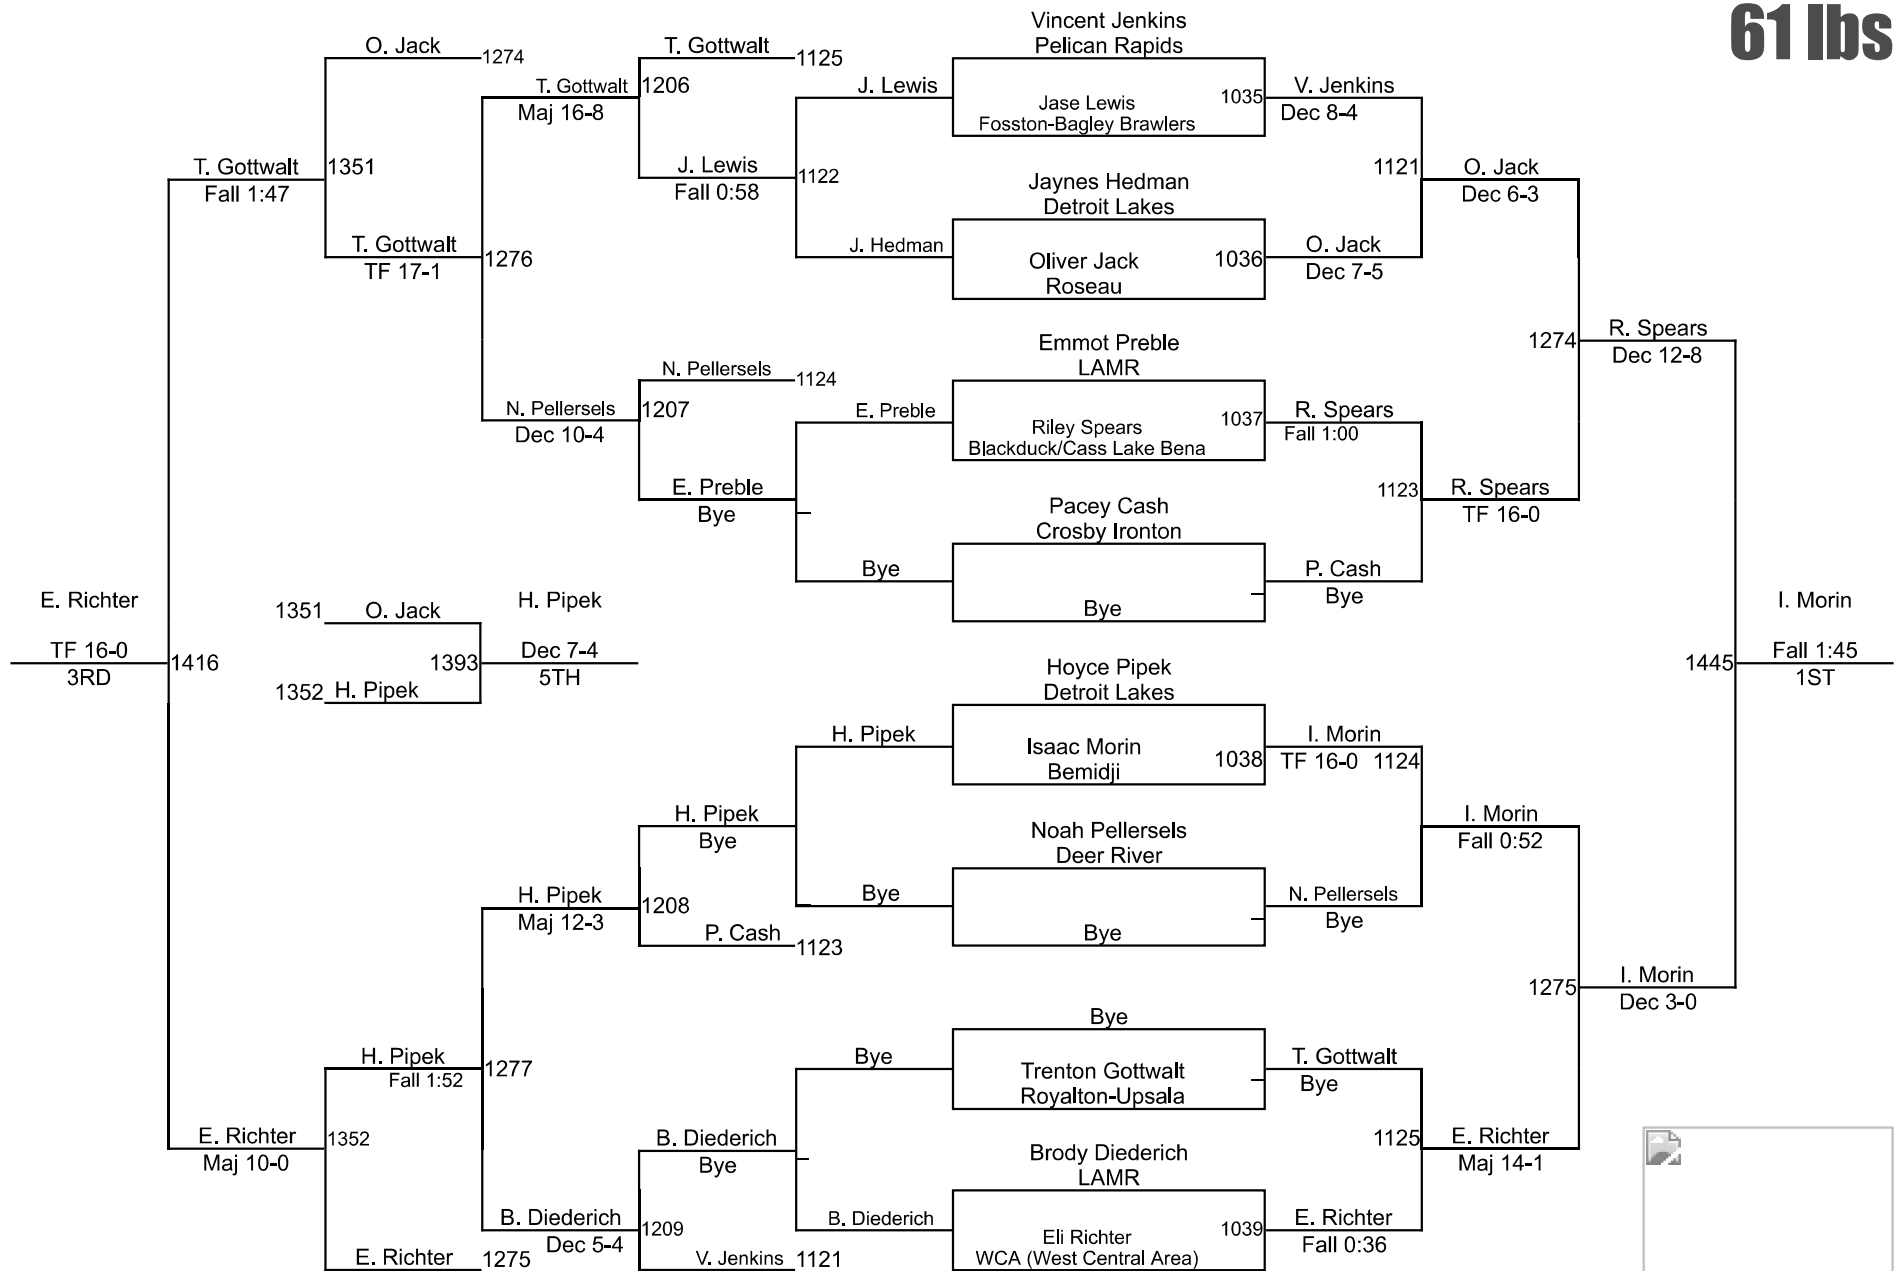 61 lbs
Vincent Jenkins
Pelican Rapids
O. Jack
1274
T. Gottwalt
1125
T. Gottwalt
1206
Maj 16-8
J. Lewis
Jase Lewis
Fosston-Bagley Brawlers
1035
V. Jenkins
Dec 8-4
T. Gottwalt
1351
Fall 1:47
J. Lewis
1122
Fall 0:58
Jaynes Hedman
Detroit Lakes
1121
O. Jack
Dec 6-3
T. Gottwalt
TF 17-1
1276
J. Hedman
Oliver Jack
Roseau
1036
O. Jack
Dec 7-5
Emmot Preble
LAMR
1274
R. Spears
Dec 12-8
N. Pellersels
1124
N. Pellersels
1207
Dec 10-4
E. Preble
Riley Spears
Blackduck/Cass Lake Bena
1037
R. Spears
Fall 1:00
E. Preble
Bye
Pacey Cash
Crosby Ironton
1123
R. Spears
TF 16-0
Bye
Bye
P. Cash
Bye
E. Richter
TF 16-0
3RD
1416
1351
O. Jack
1352
H. Pipek
1393
H. Pipek
Dec 7-4
5TH
I. Morin
1445
Fall 1:45
1ST
Hoyce Pipek
Detroit Lakes
H. Pipek
Isaac Morin
Bemidji
1038
I. Morin
TF 16-0
1124
H. Pipek
Bye
Noah Pellersels
Deer River
I. Morin
Fall 0:52
H. Pipek
1208
Maj 12-3
Bye
Bye
N. Pellersels
Bye
P. Cash
1123
1275
I. Morin
Dec 3-0
Bye
H. Pipek
Fall 1:52
1277
Bye
Trenton Gottwalt
Royalton-Upsala
T. Gottwalt
Bye
E. Richter
1352
Maj 10-0
B. Diederich
Bye
Brody Diederich
LAMR
1125
E. Richter
Maj 14-1
B. Diederich
1209
Dec 5-4
B. Diederich
Eli Richter
WCA (West Central Area)
1039
E. Richter
Fall 0:36
E. Richter
1275
V. Jenkins
1121